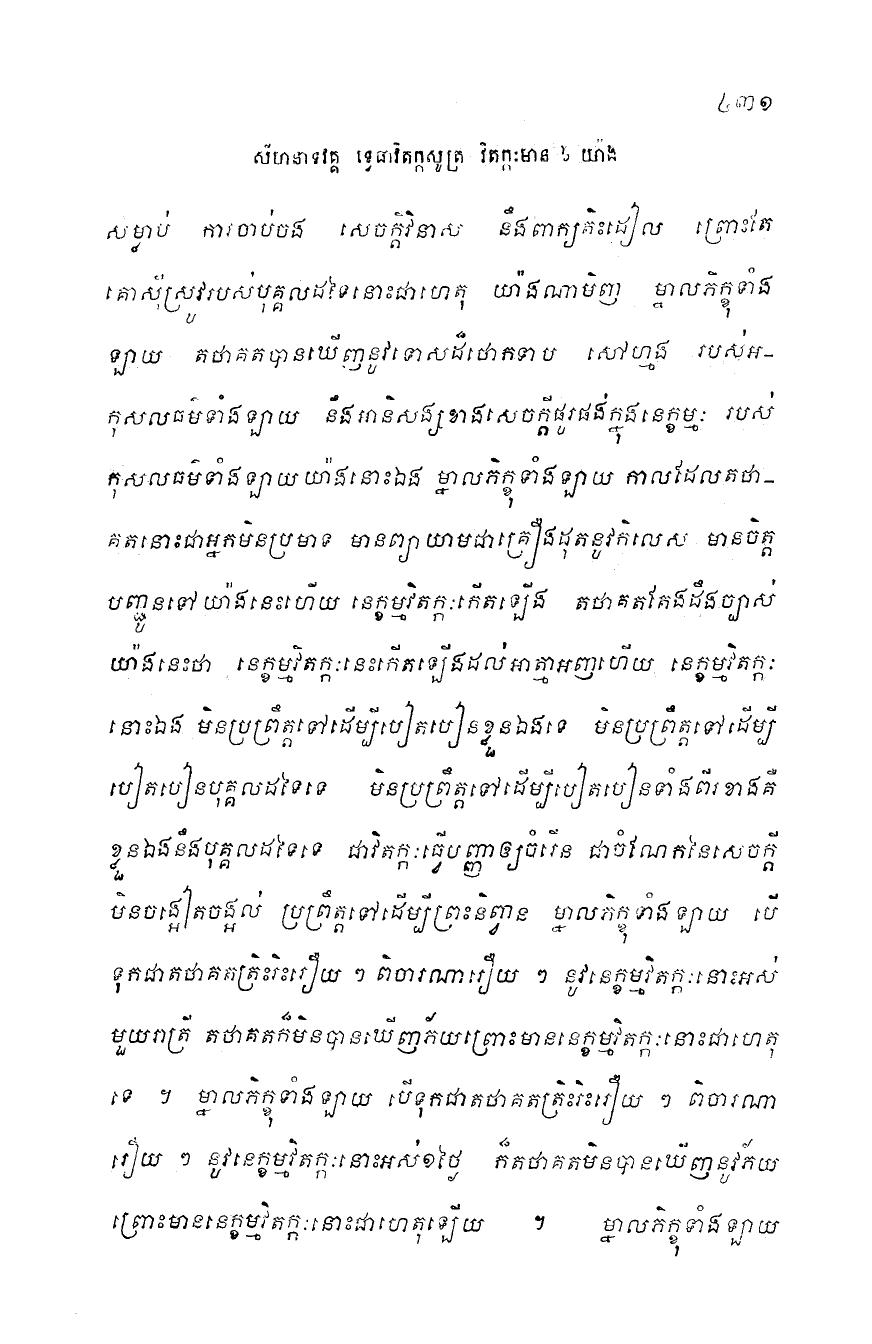 ៤៣១
សីហនាទវគ្គ ទ្វេធាវិតក្កសូត្រ វិតក្កៈមាន ៦ យ៉ាង
សម្លាប់ ការចាប់ចង សេចក្តីវិនាស នឹងពាក្យតិះដៀល ព្រោះតែ
គោស៊ីស្រូវរបស់បុគ្គលដទៃនោះជាហេតុ យ៉ាងណាមិញ ម្នាលភិក្ខុទាំង
ឡាយ តថាគតបានឃើញនូវទោសដ៏ថោកទាប សៅហ្មង របស់អ-
កុសលធម៌ទាំងឡាយ នឹងអានិសង្សខាងសេចក្តីផូរផង់ក្នុងនេក្ខម្មៈ របស់
កុសលធម៌ទាំងឡាយយ៉ាងនោះឯង ម្នាលភិក្ខុទាំងឡាយ កាលដែលតថា-
គតនោះជាអ្នកមិនប្រមាទ មានព្យាយាមជាគ្រឿងដុតនូវកិលេស មានចិត្ត
បញ្ជូនទៅ យ៉ាងនេះហើយ នេក្ខម្មវិតក្កៈកើតឡើង តថាគតតែងដឹងច្បាស់
យ៉ាងនេះថា នេក្ខម្មវិតក្កៈនេះកើតឡើងដល់អាត្មាអញហើយ នេក្ខម្មវិតក្កៈ
នោះឯង មិនប្រព្រឹត្តទៅដើម្បីបៀតបៀនខ្លួនឯងទេ មិនប្រព្រឹត្តទៅដើម្បី
បៀតបៀនបុគ្គលដទៃទេ មិនប្រព្រឹត្តទៅដើម្បីបៀតបៀនទាំងពីរខាងគឺ
ខ្លួនឯងនឹងបុគ្គលដទៃទេ ជាវិតក្កៈធ្វើបញ្ញាឲ្យចំរើន ជាចំណែកនៃសេចក្តី
មិនចង្អៀតចង្អល់ ប្រព្រឹត្តទៅដើម្បីព្រះនិព្វាន ម្នាលភិក្ខុទាំងឡាយ បើ
ទុកជាតថាគតត្រិះរិះរឿយ ៗ ពិចារណារឿយ ៗ នូវនេក្ខម្មវិតក្កៈនោះអស់
មួយរាត្រី តថាគតក៏មិនបានឃើញភ័យព្រោះមាននេក្ខម្មវិតក្កៈនោះជាហេតុ
ទេ ។ ម្នាលភិក្ខុទាំងឡាយ បើទុកជាតថាគតត្រិះរិះរឿយ ៗ ពិចារណា
រឿយ ៗ នូវនេក្ខម្មវិតក្កៈនោះអស់១ថ្ងៃ ក៏តថាគតមិនបានឃើញនូវភ័យ
ព្រោះមាននេក្ខម្មវិតក្កៈនោះជាហេតុឡើយ ។ ម្នាលភិក្ខុទាំងឡាយ